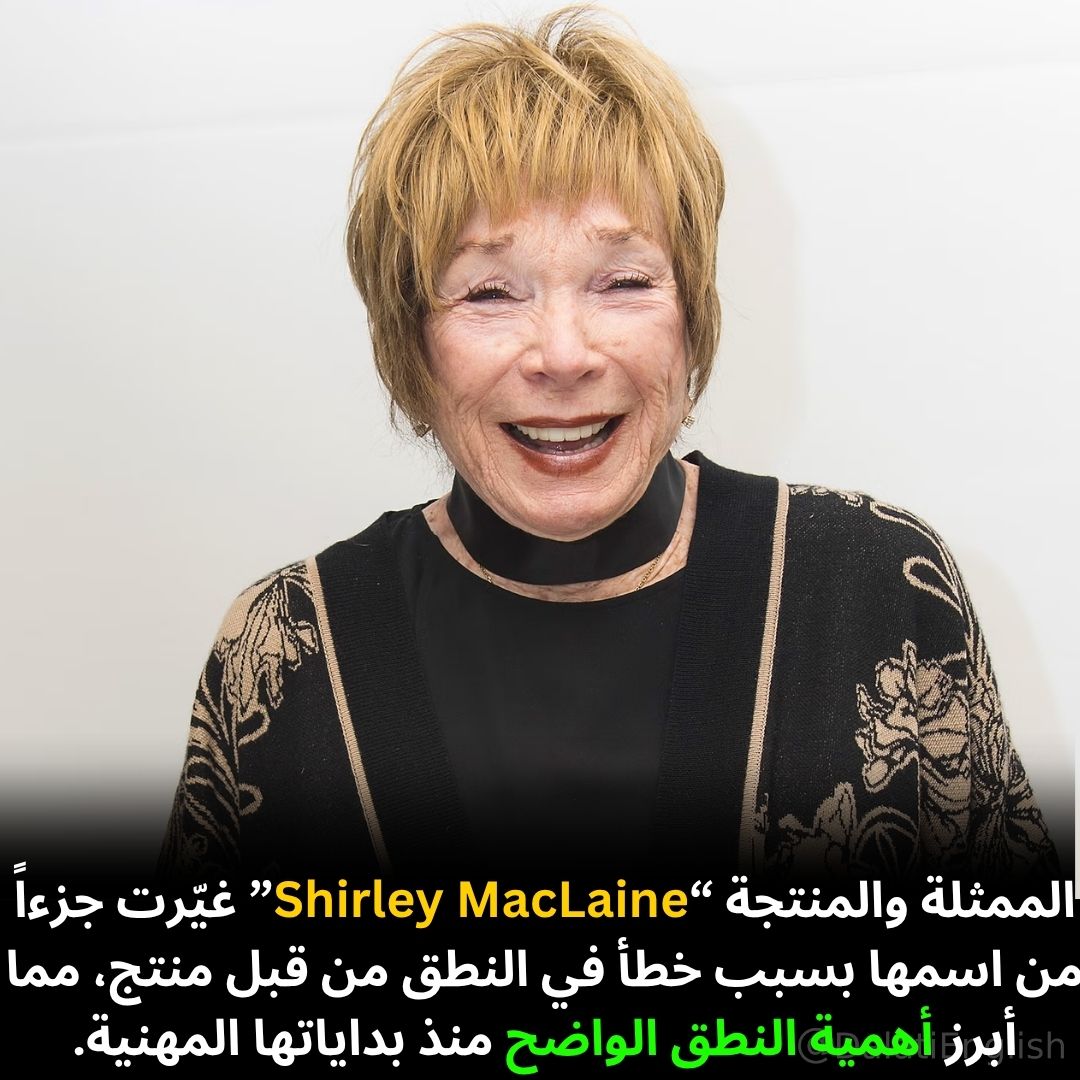 الممثلة والمنتجة “Shirley MacLaine” غيّرت جزءاً
من اسمها بسبب خطأ في النطق من قبل منتج، مما
أبرز أهمية النطق الواضح منذ بداياتها المهنية.